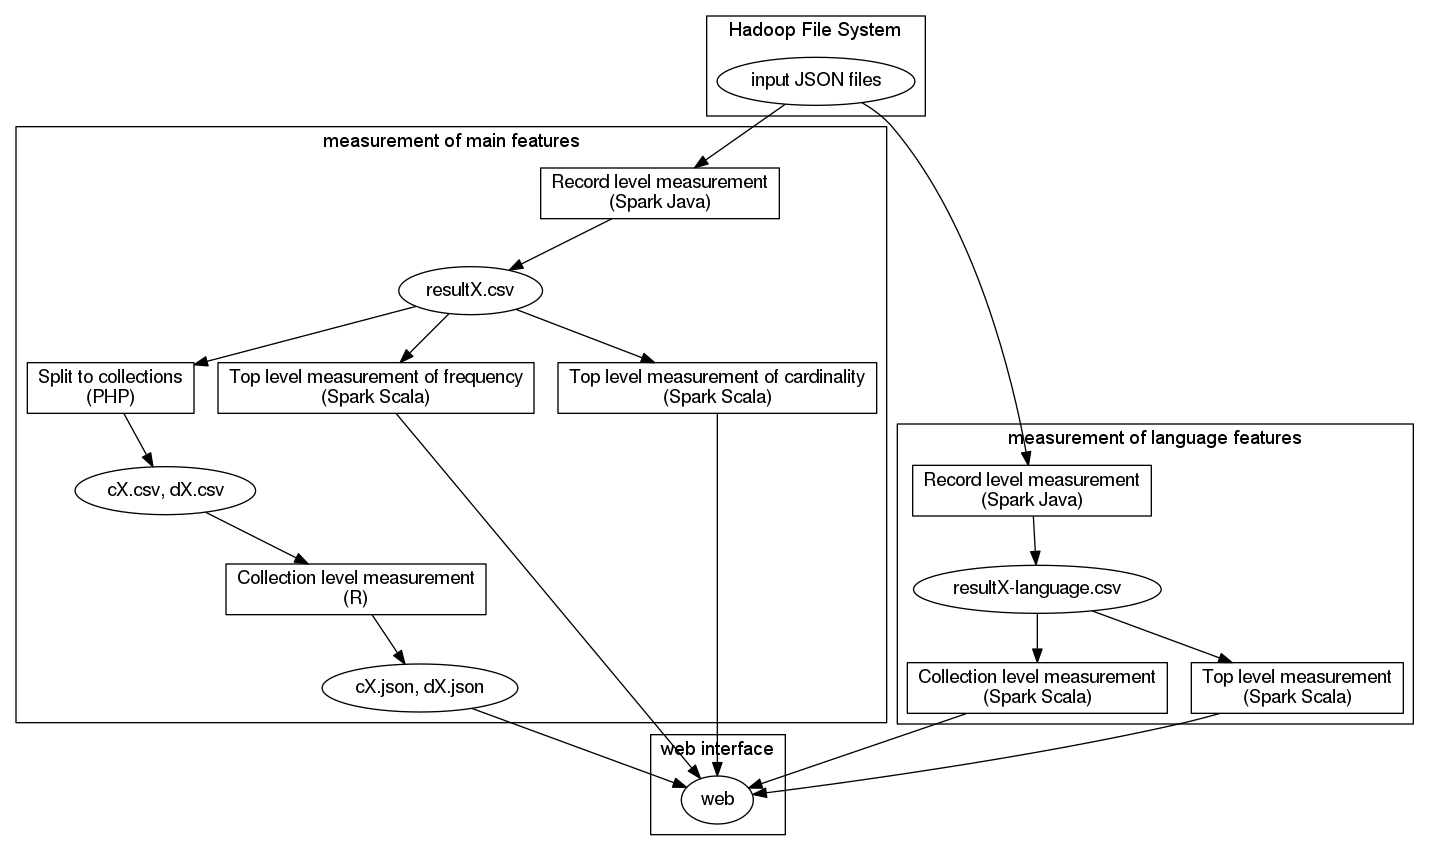 Hadoop File System
input JSON files
measurement of main features
Record level measurement
(Spark Java)
resultX.csv
Split to collections
(PHP)
Top level measurement of frequency
(Spark Scala)
Top level measurement of cardinality
(Spark Scala)
cX.csv, dX.csv
Collection level measurement
(R)
cX.json, dX.json
measurement of language features
Record level measurement
(Spark Java)
resultX-language.csv
Collection level measurement
(Spark Scala)
Top level measurement
(Spark Scala)
web interface
web